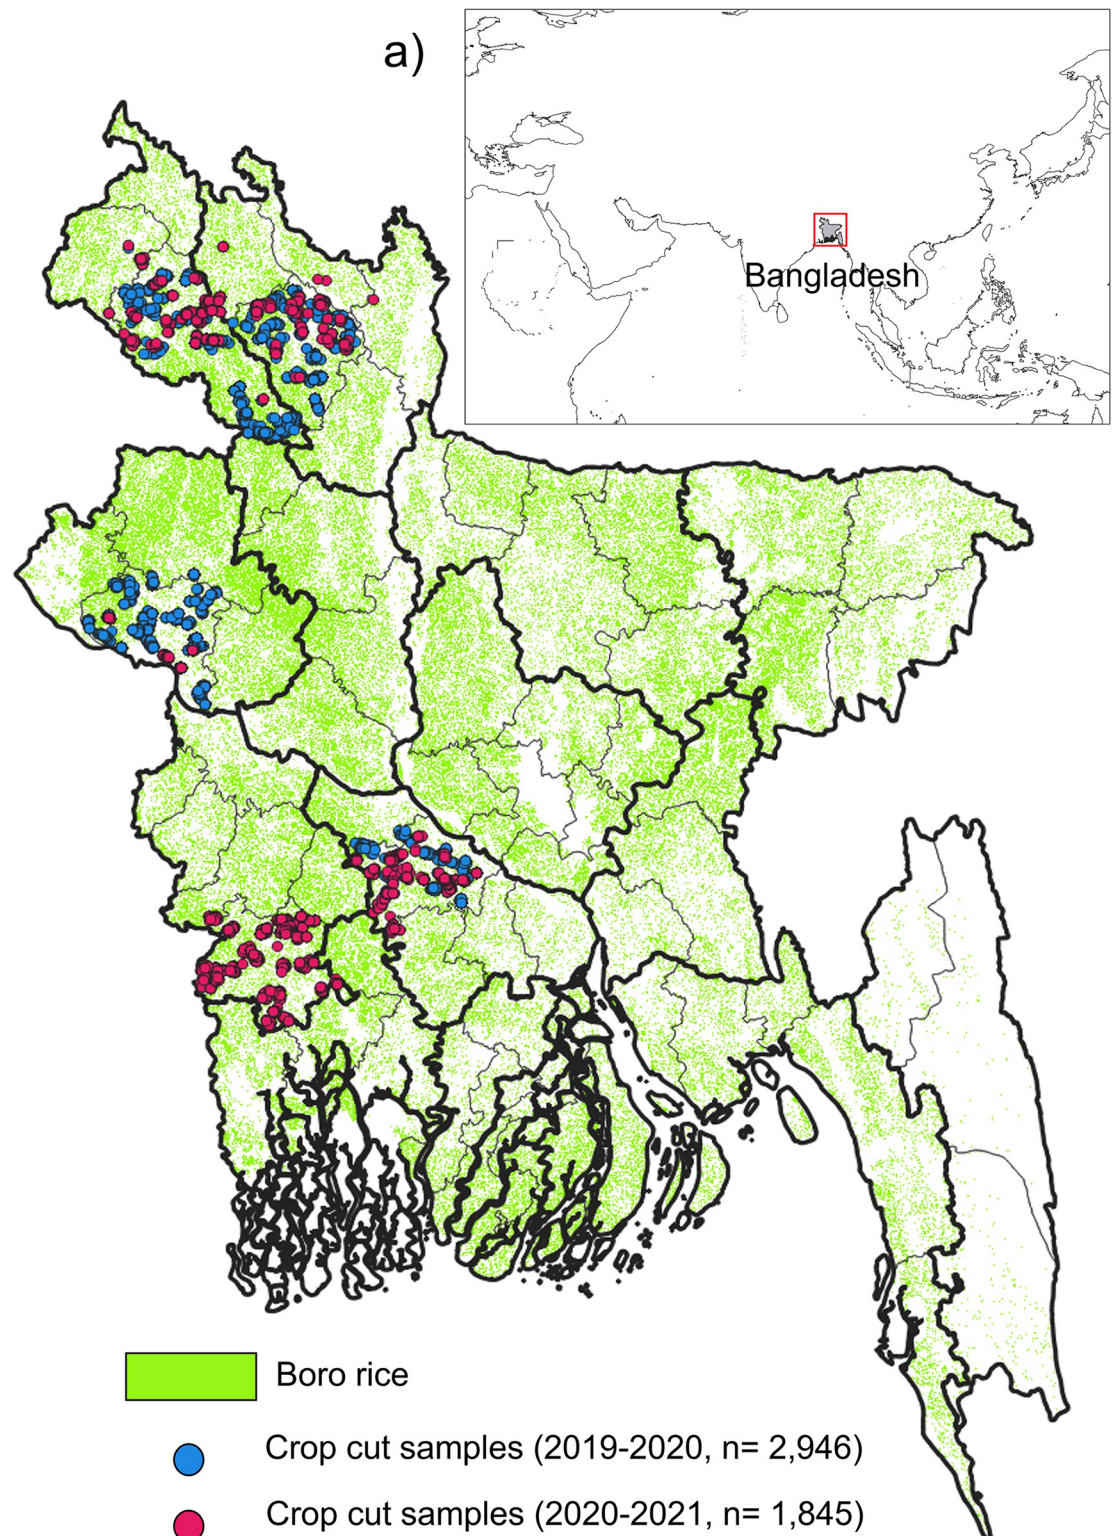 a)
Bangladesh
Boro rice
Crop cut samples (2019-2020, n= 2,946)
Crop cut samples (2020-2021, n= 1,845)